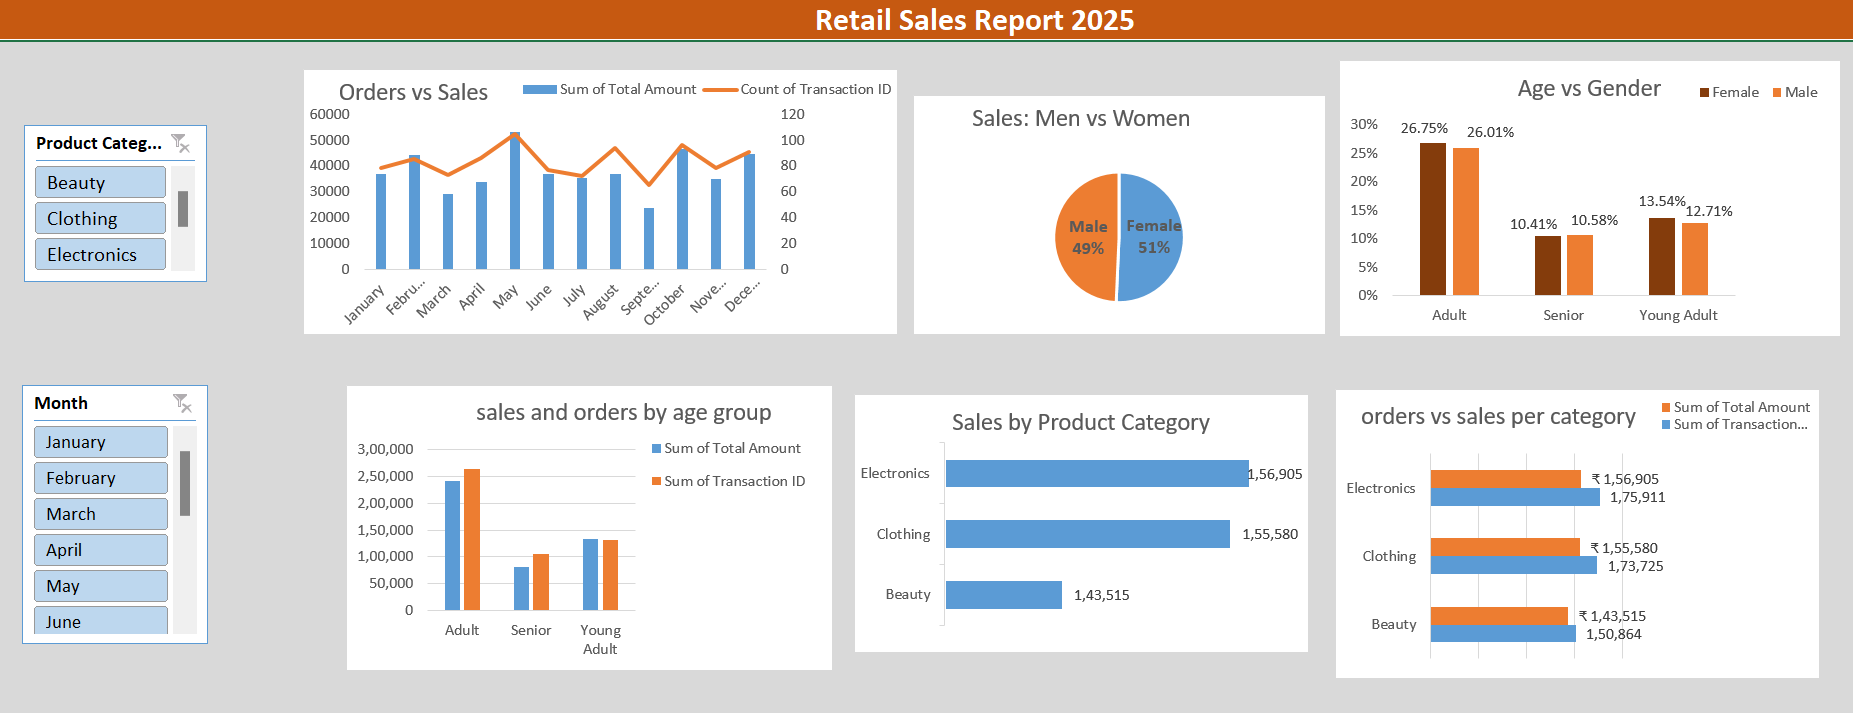 Retail Sales Report 2025
Product Categ...
Beauty
Clothing
Electronics
Month
January
February
March
April
May
June
Orders vs Sales
Sum of Total Amount
Count of Transaction ID
60000
50000
40000
30000
20000
10000
0
120
100
80
60
40
20
0
January
Febru...
March
April
May
June
July
August
Septe...
October
Nove...
Dece...
Sales: Men vs Women
Male
49%
Female
51%
Age vs Gender
Female
Male
30%
25%
20%
15%
10%
5%
0%
26.75%
26.01%
10.41%
10.58%
13.54%
12.71%
Adult
Senior
Young Adult
sales and orders by age group
Sum of Total Amount
Sum of Transaction ID
3,00,000
2,50,000
2,00,000
1,50,000
1,00,000
50,000
0
Adult
Senior
Young
Adult
Sales by Product Category
Electronics
1,56,905
Clothing
1,55,580
Beauty
1,43,515
orders vs sales per category
Sum of Total Amount
Sum of Transaction...
Electronics
₹ 1,56,905
1,75,911
Clothing
₹ 1,55,580
1,73,725
Beauty
₹ 1,43,515
1,50,864